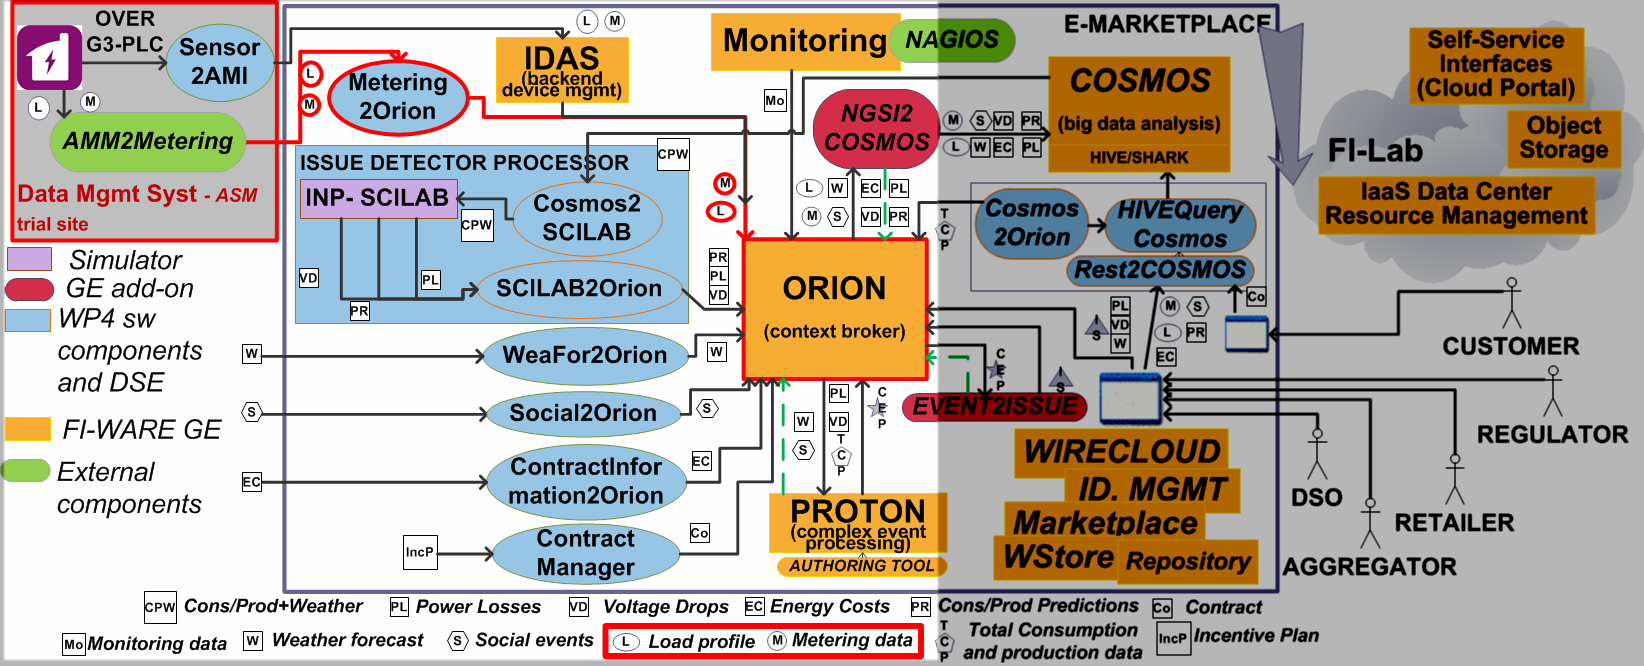 OVER
G3-PLC
Sensor
2AMI
L
M
AMM2Metering
Data Mgmt Syst - ASM
trial site
L
M
Metering
2Orion
L
M
IDAS
(backend
device mgmt)
Monitoring
NAGIOS
E-MARKETPLACE
Mo
NGSI2
COSMOS
M
S
VD
PR
L
W
EC
PL
COSMOS
(big data analysis)
HIVE/SHARK
Self-Service
Interfaces
(Cloud Portal)
Object
Storage
FI-Lab
IaaS Data Center
Resource Management
ISSUE DETECTOR PROCESSOR
CPW
INP- SCILAB
CPW
Cosmos2
SCILAB
VD
PR
PL
SCILAB2Orion
M
L
PR
PL
VD
L
W
EC
PL
M
S
VD
PR
T
C
P
Cosmos
2Orion
HIVEQuery
Cosmos
Rest2COSMOS
ORION
(context broker)
Simulator
GE add-on
WP4 sw
components
and DSE
FI-WARE GE
External
components
W
WeaFor2Orion
W
S
Social2Orion
S
EC
ContractInfor
mation2Orion
EC
IncP
Contract
Manager
Co
PL
W
VD
S
T
C
P
C
E
P
PROTON
(complex event
processing)
AUTHORING TOOL
C
E
P
I
S
EVENT2ISSUE
I
S
PL
VD
W
M
S
L
PR
EC
Co
CUSTOMER
REGULATOR
DSO
RETAILER
AGGREGATOR
WIRECLOUD
ID. MGMT
Marketplace
WStore
Repository
CPW Cons/Prod+Weather PL Power Losses VD Voltage Drops EC Energy Costs PR Cons/Prod Predictions Co Contract
Mo Monitoring data W Weather forecast S Social events L Load profile M Metering data T C P Total Consumption
and production data IncP Incentive Plan